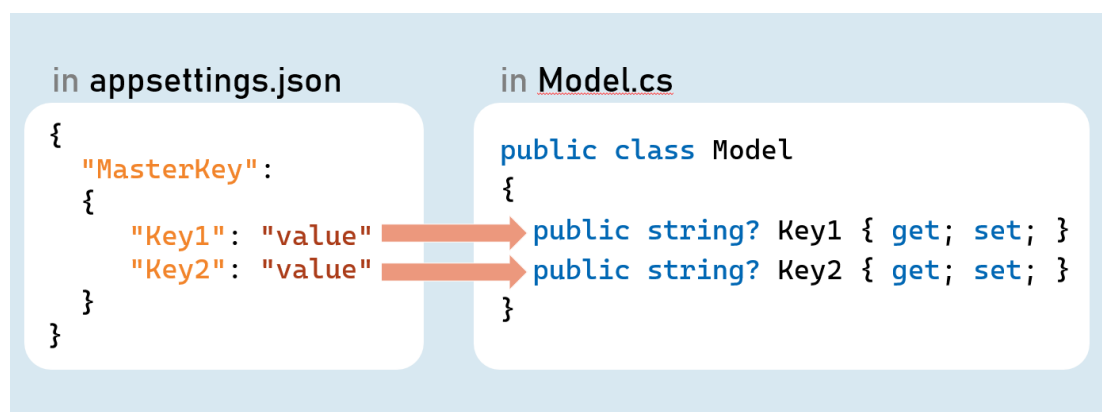 in appsettings.json
{
"MasterKey":
{
"Key1": "value"
"Key2": "value"
}
}
in Model.cs
public class Model
{
public string? Key1 { get; set; }
public string? Key2 { get; set; }
}